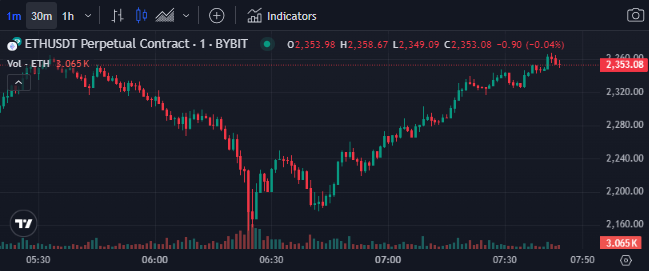 1m 30m 1h Indicators
ETHUSDT Perpetual Contract · 1 · BYBIT O2,353.98 H2,358.67 L2,349.09 C2,353.08 −0.90 (−0.04%)
Vol · ETH 3.065K
2,360.00
2,353.08
2,320.00
2,280.00
2,240.00
2,200.00
2,160.00
3.065K
05:30 06:00 06:30 07:00 07:30 07:50